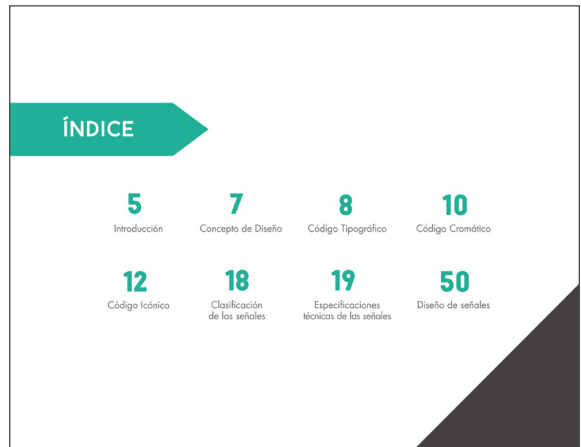 ÍNDICE
5
Introducción
7
Concepto de Diseño
8
Código Tipográfico
10
Código Cromático
12
Código Icónico
18
Clasificación
de las señales
19
Especificaciones
técnicas de las señales
50
Diseño de señales